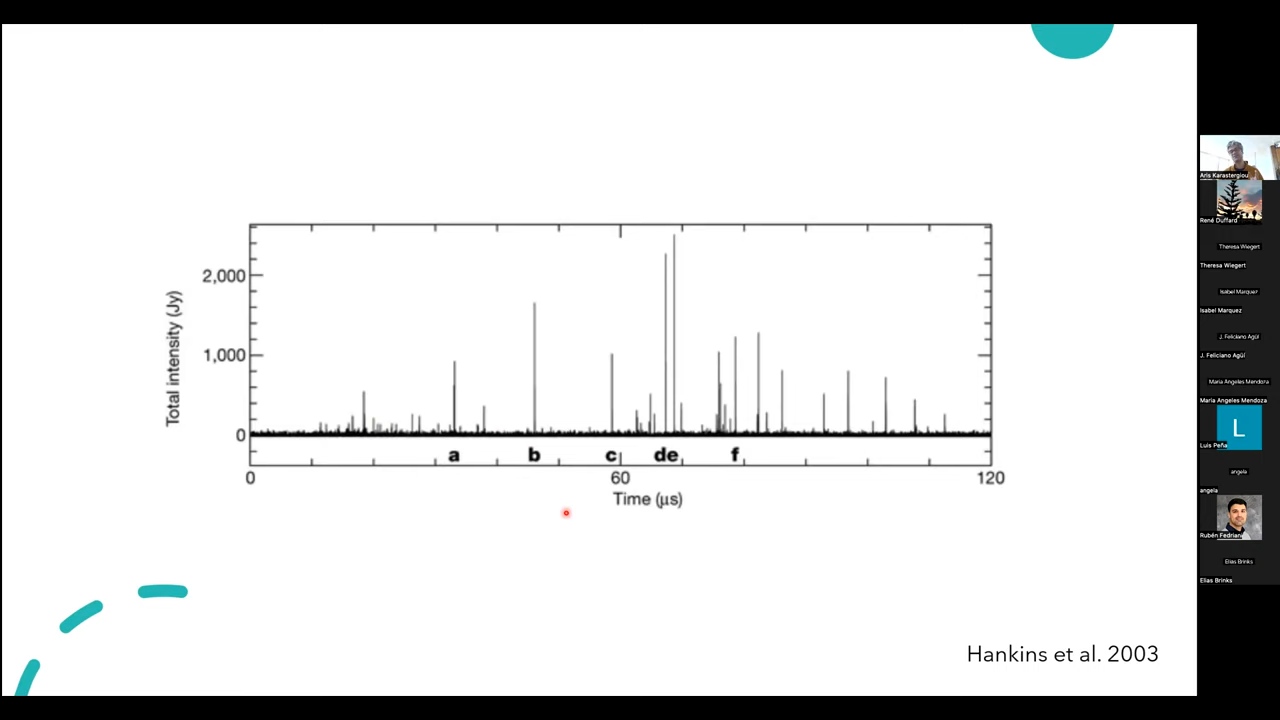 2,000
1,000
0
Total intensity (Jy)
a b c de f
0 60 120
Time (μs)
Hankins et al. 2003
Aris Karastergiou
René Duffard
Theresa Wiegert
Theresa Wiegert
Isabel Marquez
Isabel Marquez
J. Feliciano Agüí
J. Feliciano Agüí
Maria Angeles Mendoza
Maria Angeles Mendoza
L
Luis Peña
angela
angela
Rubén Fedriani
Elias Brinks
Elias Brinks